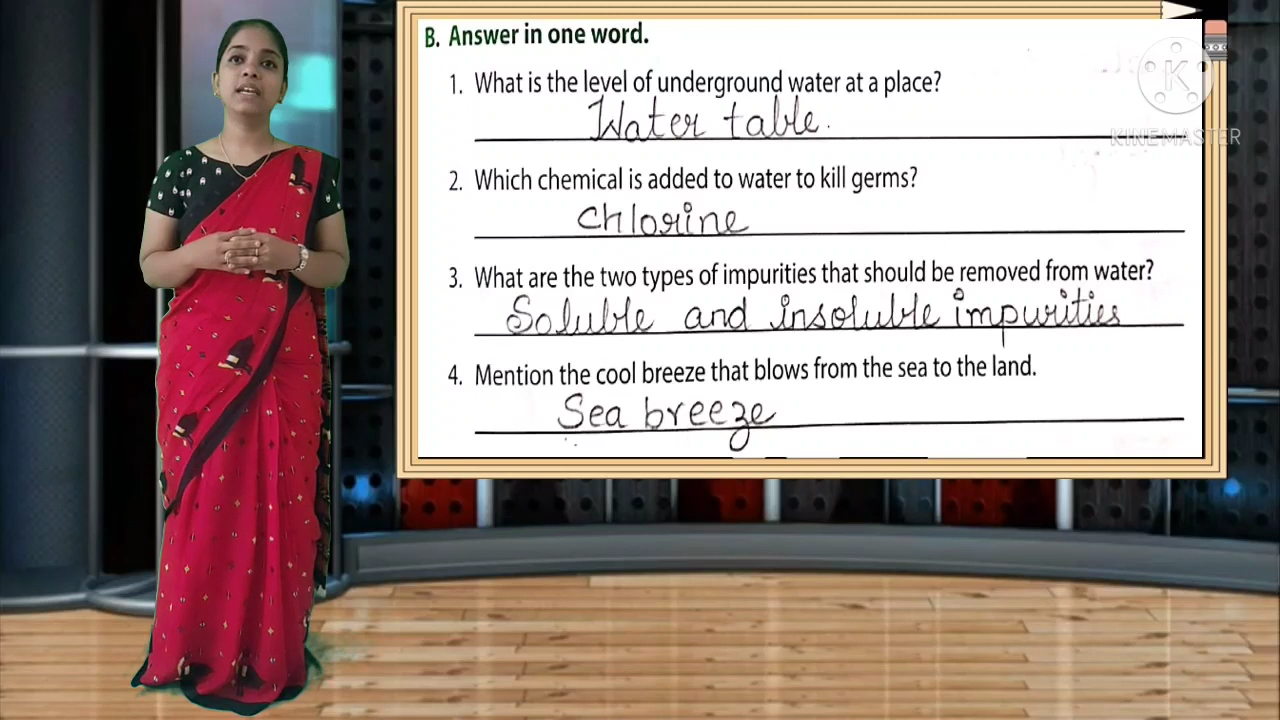 B. Answer in one word.
1. What is the level of underground water at a place?
Water table.
2. Which chemical is added to water to kill germs?
Chlorine
3. What are the two types of impurities that should be removed from water?
Soluble and insoluble impurities
4. Mention the cool breeze that blows from the sea to the land.
Sea breeze
K
KINEMASTER